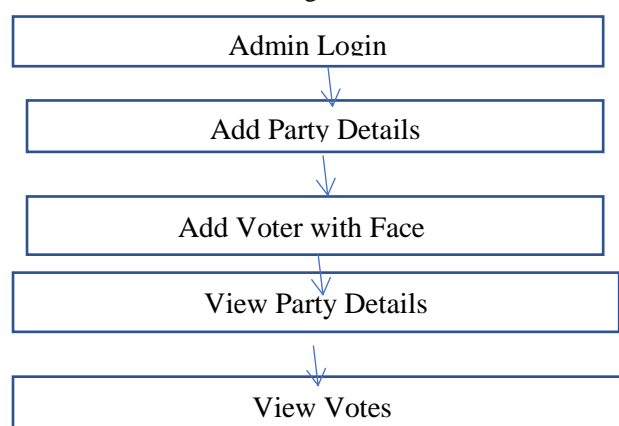 Admin Login
Add Party Details
Add Voter with Face
View Party Details
View Votes